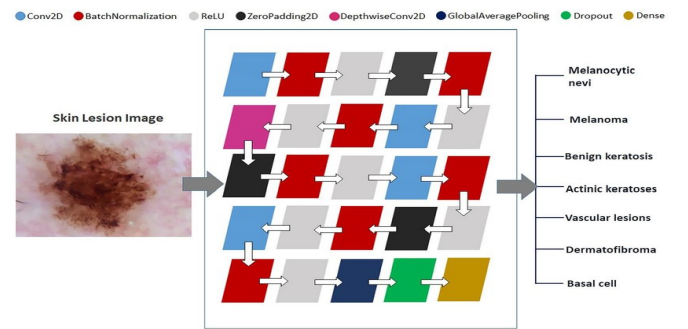 Conv2D BatchNormalization ReLU ZeroPadding2D DepthwiseConv2D GlobalAveragePooling Dropout Dense
Skin Lesion Image
Melanocytic
nevi
Melanoma
Benign keratosis
Actinic keratoses
Vascular lesions
Dermatofibroma
Basal cell